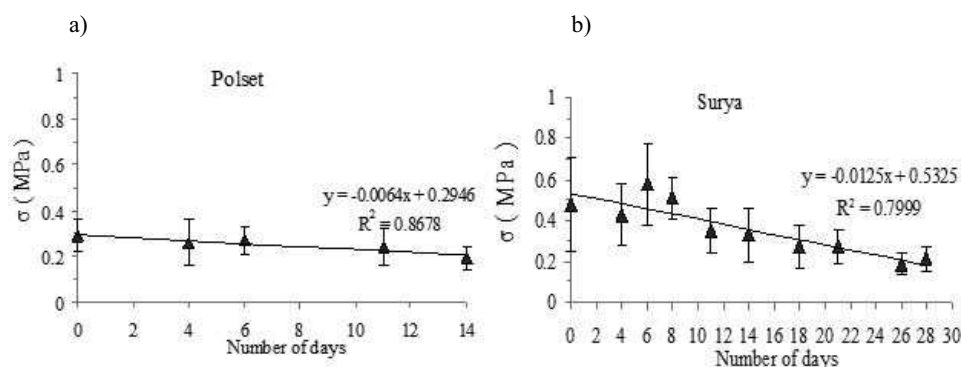 a)
Polset
σ ( MPa )
1
0.8
0.6
0.4
0.2
0
y = -0.0064x + 0.2946
R² = 0.8678
0 2 4 6 8 10 12 14
Number of days
b)
Surya
σ ( MPa )
1
0.8
0.6
0.4
0.2
0
y = -0.0125x + 0.5325
R² = 0.7999
0 2 4 6 8 10 12 14 16 18 20 22 24 26 28 30
Number of days